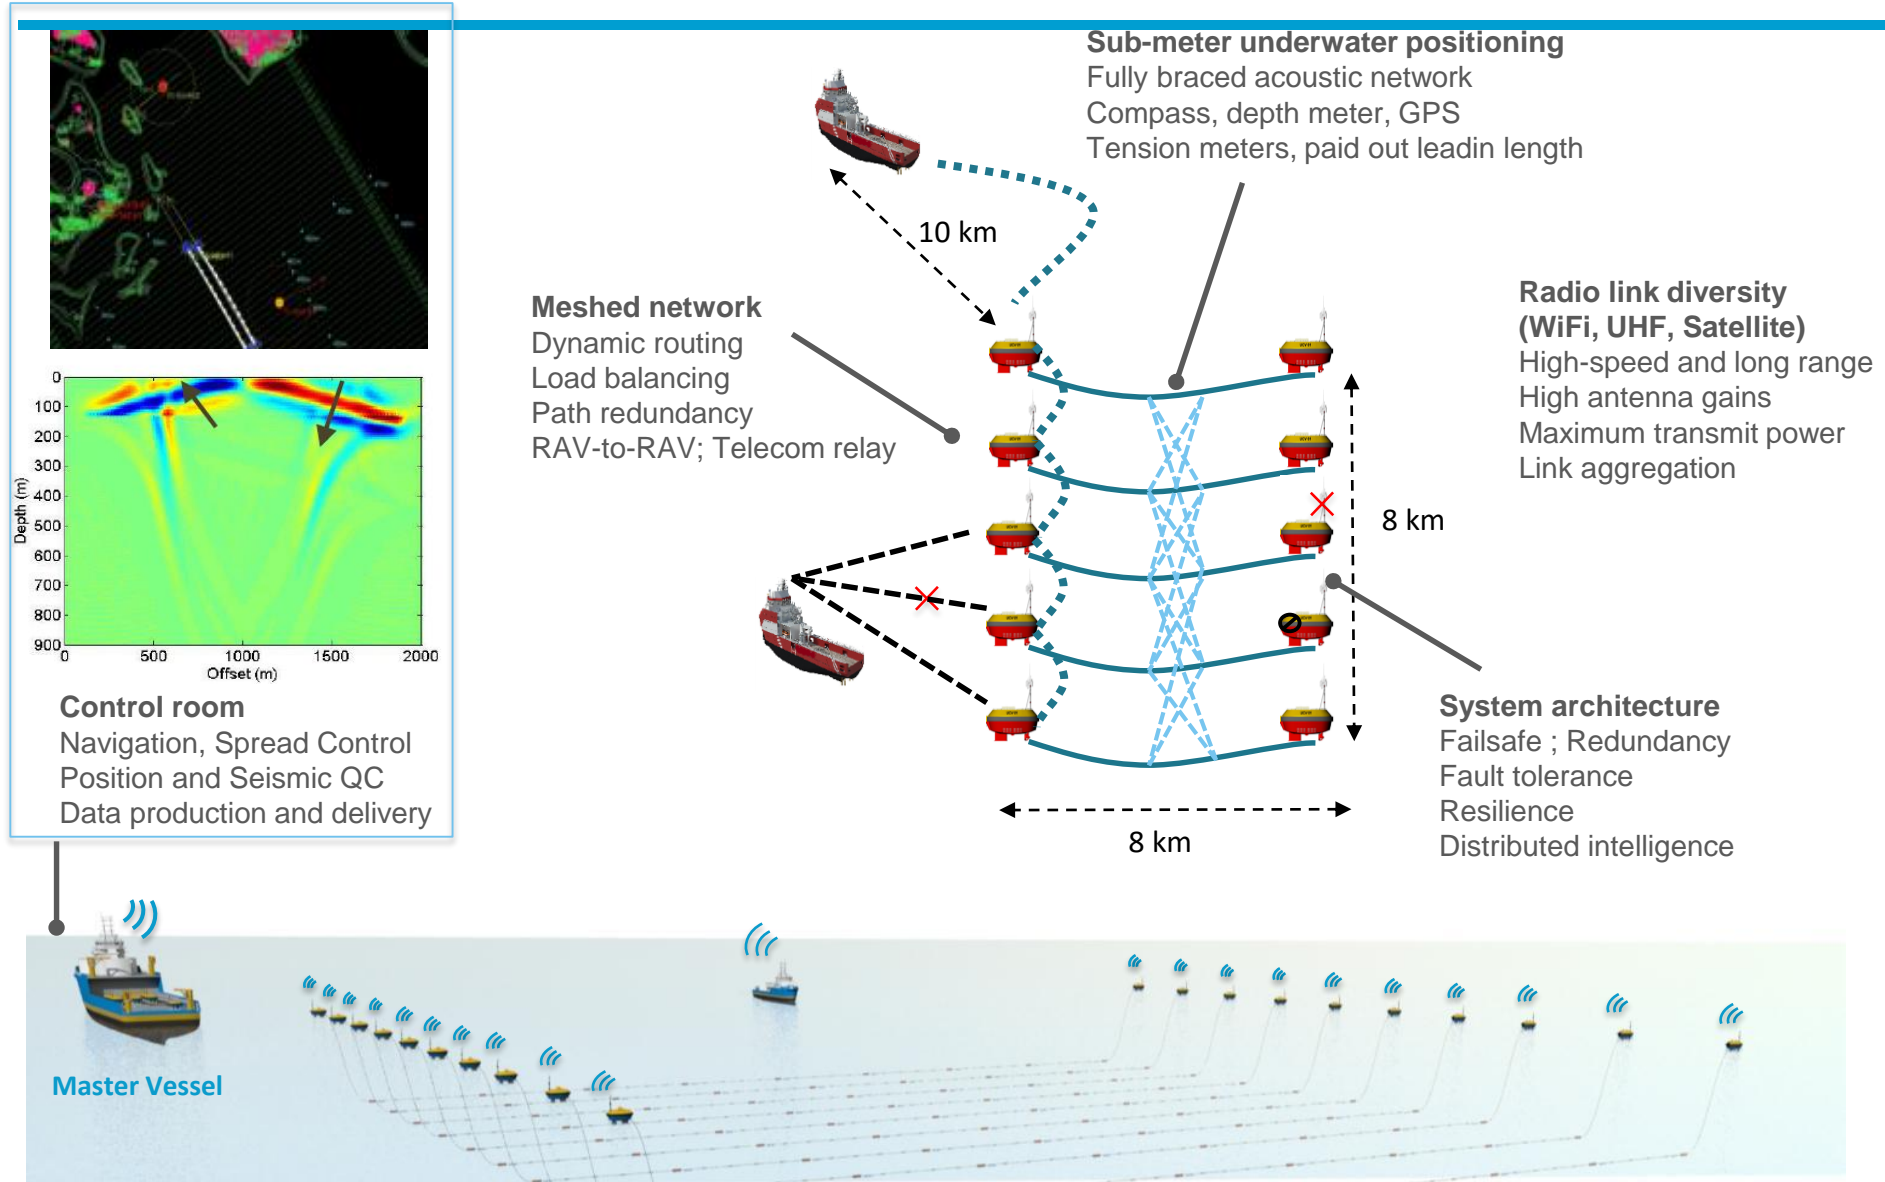 Sub-meter underwater positioning
Fully braced acoustic network
Compass, depth meter, GPS
Tension meters, paid out leadin length
10 km
Meshed network
Dynamic routing
Load balancing
Path redundancy
RAV-to-RAV; Telecom relay
Radio link diversity
(WiFi, UHF, Satellite)
High-speed and long range
High antenna gains
Maximum transmit power
Link aggregation
8 km
8 km
System architecture
Failsafe ; Redundancy
Fault tolerance
Resilience
Distributed intelligence
Depth (m)
0
100
200
300
400
500
600
700
800
900
0 500 1000 1500 2000
Offset (m)
Control room
Navigation, Spread Control
Position and Seismic QC
Data production and delivery
Master Vessel